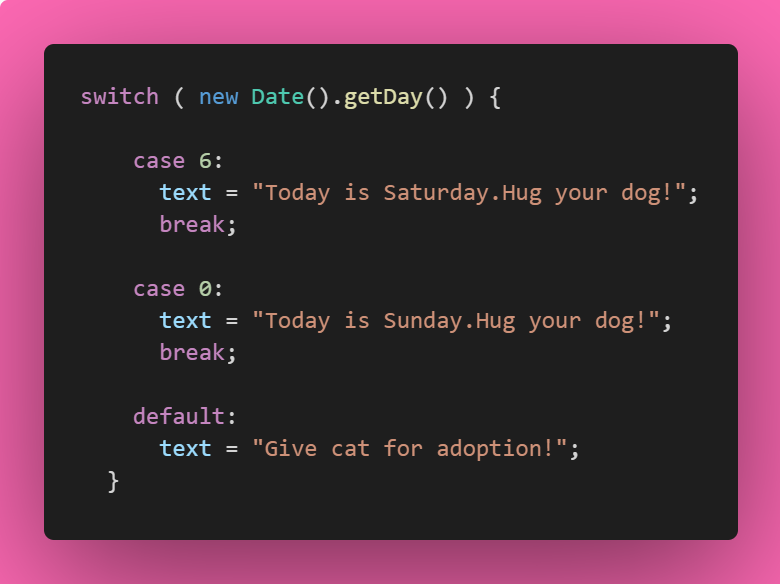 switch ( new Date().getDay() ) {
case 6:
text = "Today is Saturday.Hug your dog!";
break;
case 0:
text = "Today is Sunday.Hug your dog!";
break;
default:
text = "Give cat for adoption!";
}